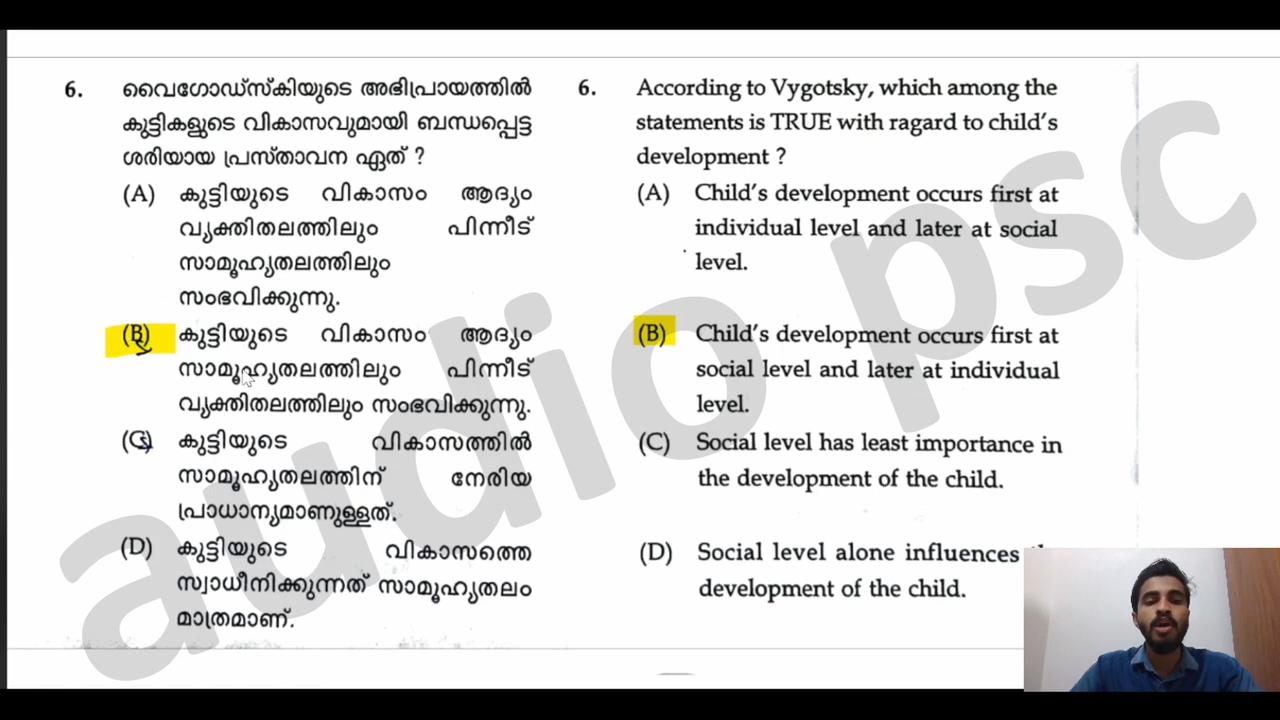 6. വൈഗോഡ്സ്കിയുടെ അഭിപ്രായത്തിൽ
കുട്ടികളുടെ വികാസവുമായി ബന്ധപ്പെട്ട
ശരിയായ പ്രസ്താവന ഏത് ?
(A) കുട്ടിയുടെ വികാസം ആദ്യം
വ്യക്തിതലത്തിലും പിന്നീട്
സാമൂഹ്യതലത്തിലും
സംഭവിക്കുന്നു.
(B) കുട്ടിയുടെ വികാസം ആദ്യം
സാമൂഹ്യതലത്തിലും പിന്നീട്
വ്യക്തിതലത്തിലും സംഭവിക്കുന്നു.
(C) കുട്ടിയുടെ വികാസത്തിൽ
സാമൂഹ്യതലത്തിന് നേരിയ
പ്രാധാന്യമാണുള്ളത്.
(D) കുട്ടിയുടെ വികാസത്തെ
സ്വാധീനിക്കുന്നത് സാമൂഹ്യതലം
മാത്രമാണ്.
6. According to Vygotsky, which among the
statements is TRUE with ragard to child's
development ?
(A) Child's development occurs first at
individual level and later at social
level.
(B) Child's development occurs first at
social level and later at individual
level.
(C) Social level has least importance in
the development of the child.
(D) Social level alone influences
development of the child.
audio psc